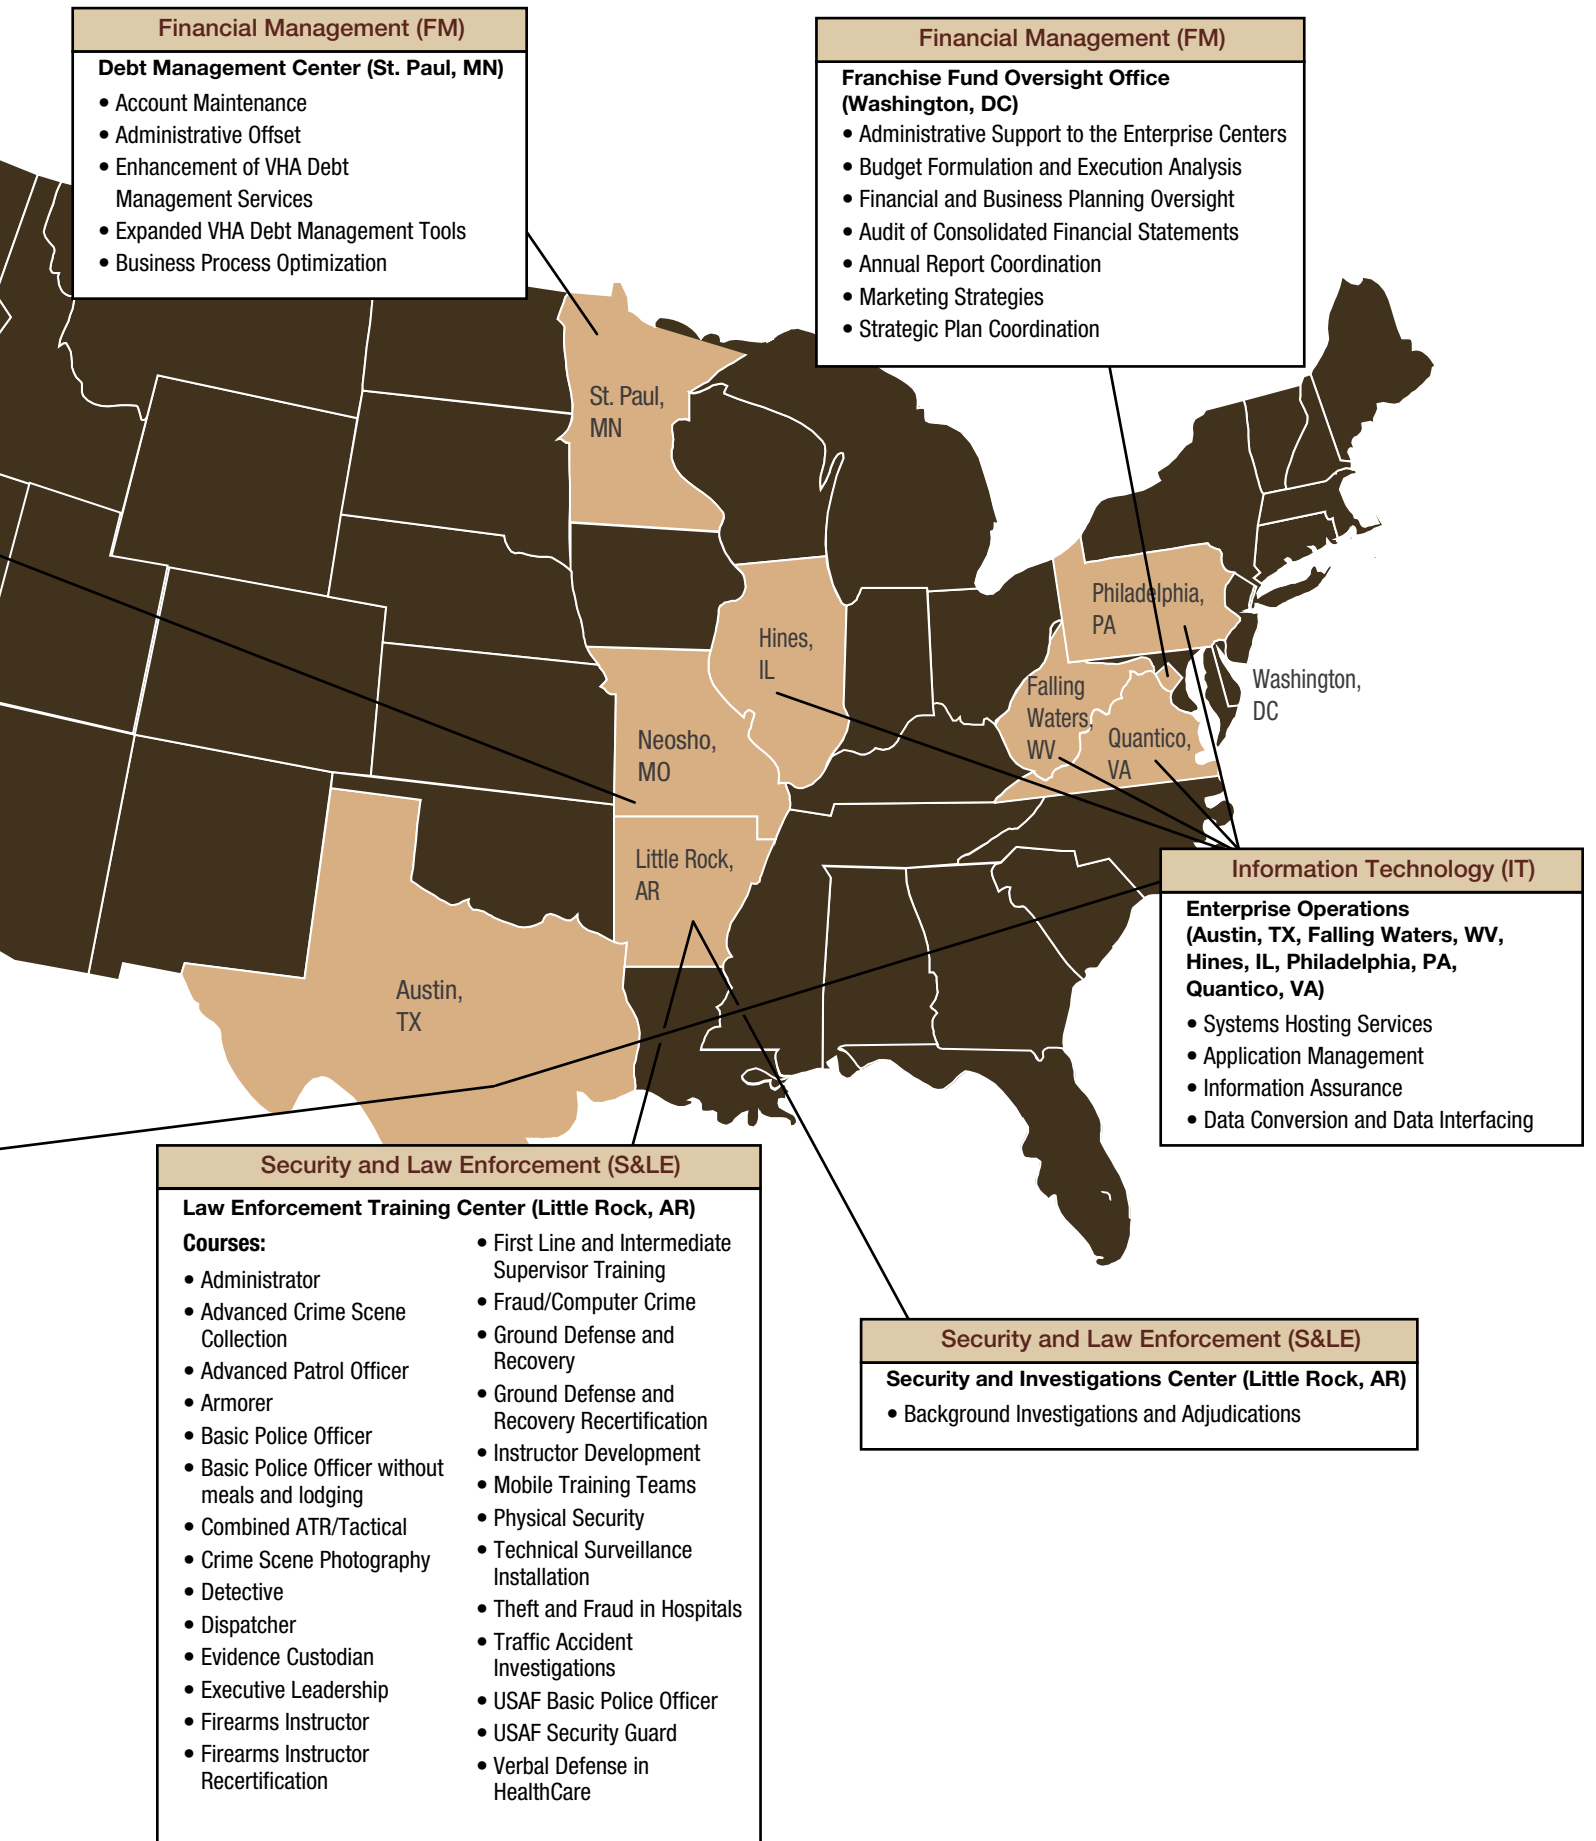 Financial Management (FM)
Debt Management Center (St. Paul, MN)
• Account Maintenance
• Administrative Offset
• Enhancement of VHA Debt
Management Services
• Expanded VHA Debt Management Tools
• Business Process Optimization
Financial Management (FM)
Franchise Fund Oversight Office
(Washington, DC)
• Administrative Support to the Enterprise Centers
• Budget Formulation and Execution Analysis
• Financial and Business Planning Oversight
• Audit of Consolidated Financial Statements
• Annual Report Coordination
• Marketing Strategies
• Strategic Plan Coordination
St. Paul,
MN
Philadelphia,
PA
Hines,
IL
Falling
Waters,
WV
Washington,
DC
Quantico,
VA
Neosho,
MO
Little Rock,
AR
Austin,
TX
Information Technology (IT)
Enterprise Operations
(Austin, TX, Falling Waters, WV,
Hines, IL, Philadelphia, PA,
Quantico, VA)
• Systems Hosting Services
• Application Management
• Information Assurance
• Data Conversion and Data Interfacing
Security and Law Enforcement (S&LE)
Law Enforcement Training Center (Little Rock, AR)
Courses:
• Administrator
• Advanced Crime Scene
Collection
• Advanced Patrol Officer
• Armorer
• Basic Police Officer
• Basic Police Officer without
meals and lodging
• Combined ATR/Tactical
• Crime Scene Photography
• Detective
• Dispatcher
• Evidence Custodian
• Executive Leadership
• Firearms Instructor
• Firearms Instructor
Recertification
• First Line and Intermediate
Supervisor Training
• Fraud/Computer Crime
• Ground Defense and
Recovery
• Ground Defense and
Recovery Recertification
• Instructor Development
• Mobile Training Teams
• Physical Security
• Technical Surveillance
Installation
• Theft and Fraud in Hospitals
• Traffic Accident
Investigations
• USAF Basic Police Officer
• USAF Security Guard
• Verbal Defense in
HealthCare
Security and Law Enforcement (S&LE)
Security and Investigations Center (Little Rock, AR)
• Background Investigations and Adjudications